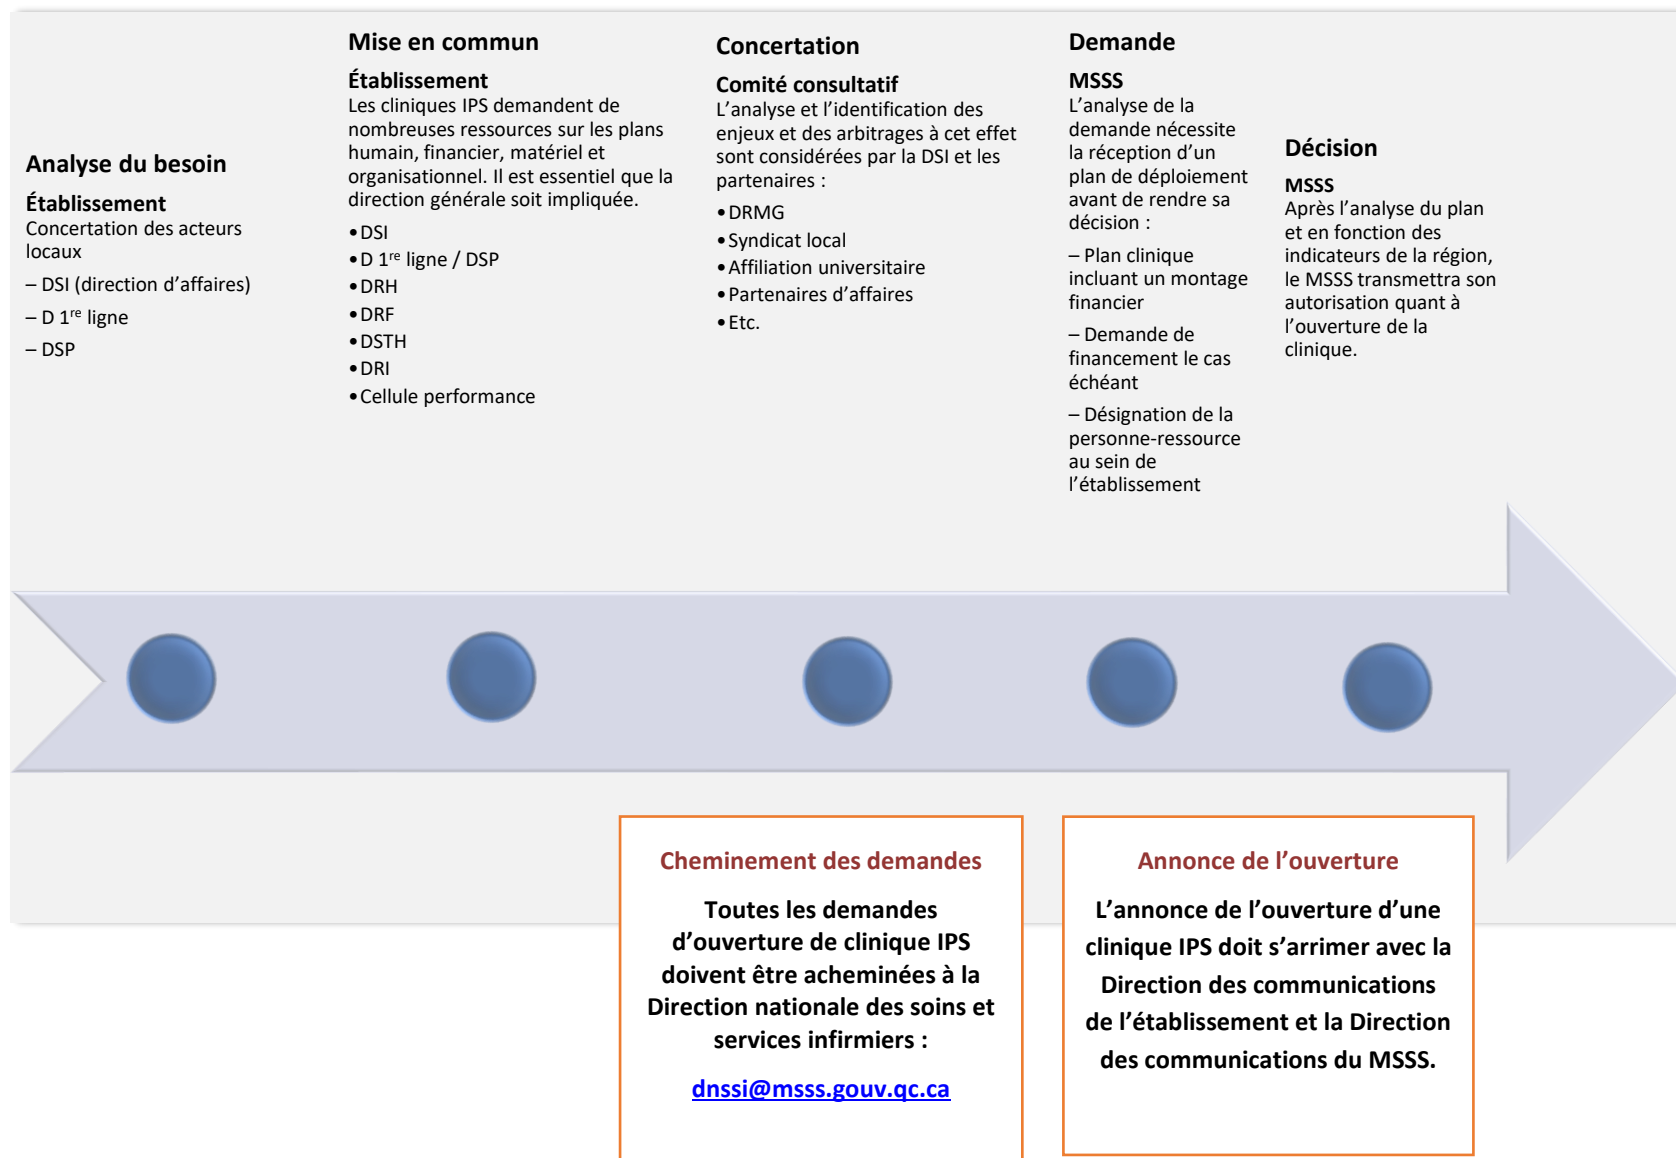 Analyse du besoin
Établissement
Concertation des acteurs
locaux
– DSI (direction d’affaires)
– D 1re ligne
– DSP
Mise en commun
Établissement
Les cliniques IPS demandent de
nombreuses ressources sur les plans
humain, financier, matériel et
organisationnel. Il est essentiel que la
direction générale soit impliquée.
•DSI
•D 1re ligne / DSP
•DRH
•DRF
•DSTH
•DRI
•Cellule performance
Concertation
Comité consultatif
L’analyse et l’identification des
enjeux et des arbitrages à cet effet
sont considérées par la DSI et les
partenaires :
•DRMG
•Syndicat local
•Affiliation universitaire
•Partenaires d’affaires
•Etc.
Demande
MSSS
L’analyse de la
demande nécessite
la réception d’un
plan de déploiement
avant de rendre sa
décision :
– Plan clinique
incluant un montage
financier
– Demande de
financement le cas
échéant
– Désignation de la
personne-ressource
au sein de
l’établissement
Décision
MSSS
Après l’analyse du plan
et en fonction des
indicateurs de la région,
le MSSS transmettra son
autorisation quant à
l’ouverture de la
clinique.
Cheminement des demandes
Toutes les demandes
d’ouverture de clinique IPS
doivent être acheminées à la
Direction nationale des soins et
services infirmiers :
dnssi@msss.gouv.qc.ca
Annonce de l’ouverture
L’annonce de l’ouverture d’une
clinique IPS doit s’arrimer avec la
Direction des communications
de l’établissement et la Direction
des communications du MSSS.